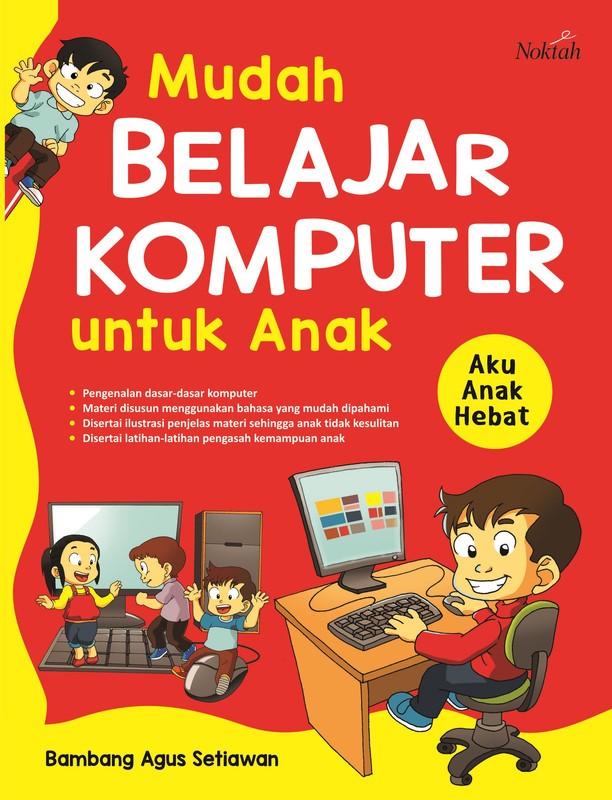 Noktah
Mudah
BELAJAR
KOMPUTER
untuk Anak
Aku
Anak
Hebat
• Pengenalan dasar-dasar komputer
• Materi disusun menggunakan bahasa yang mudah dipahami
• Disertai ilustrasi penjelas materi sehingga anak tidak kesulitan
• Disertai latihan-latihan pengasah kemampuan anak
Bambang Agus Setiawan